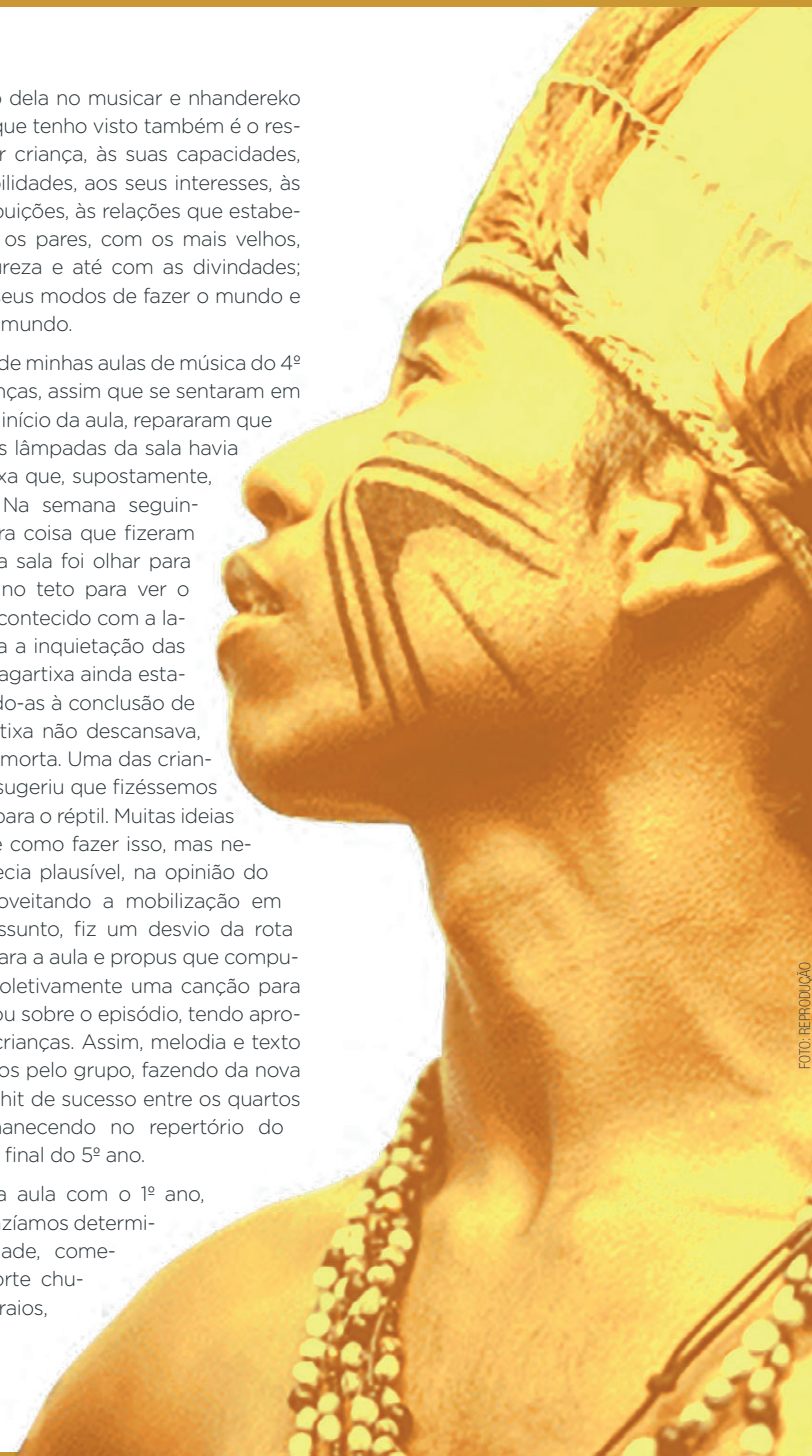 dela no musicar e nhandereko
que tenho visto também é o res-
criança, às suas capacidades,
bilidades, aos seus interesses, às
buições, às relações que estabe-
os pares, com os mais velhos,
ureza e até com as divindades;
seus modos de fazer o mundo e
mundo.
de minhas aulas de música do 4º
nças, assim que se sentaram em
início da aula, repararam que
s lâmpadas da sala havia
xa que, supostamente,
Na semana seguin-
ra coisa que fizeram
a sala foi olhar para
no teto para ver o
contecido com a la-
a a inquietação das
agartixa ainda esta-
do-as à conclusão de
tixa não descansava,
morta. Uma das crian-
sugeriu que fizéssemos
para o réptil. Muitas ideias
e como fazer isso, mas ne-
ecia plausível, na opinião do
oveitando a mobilização em
ssunto, fiz um desvio da rota
ara a aula e propus que compu-
oletivamente uma canção para
ou sobre o episódio, tendo apro-
crianças. Assim, melodia e texto
os pelo grupo, fazendo da nova
hit de sucesso entre os quartos
anecendo no repertório do
final do 5º ano.
a aula com o 1º ano,
azíamos determi-
dade, come-
orte chu-
raios,
FOTO: REPRODUÇÃO